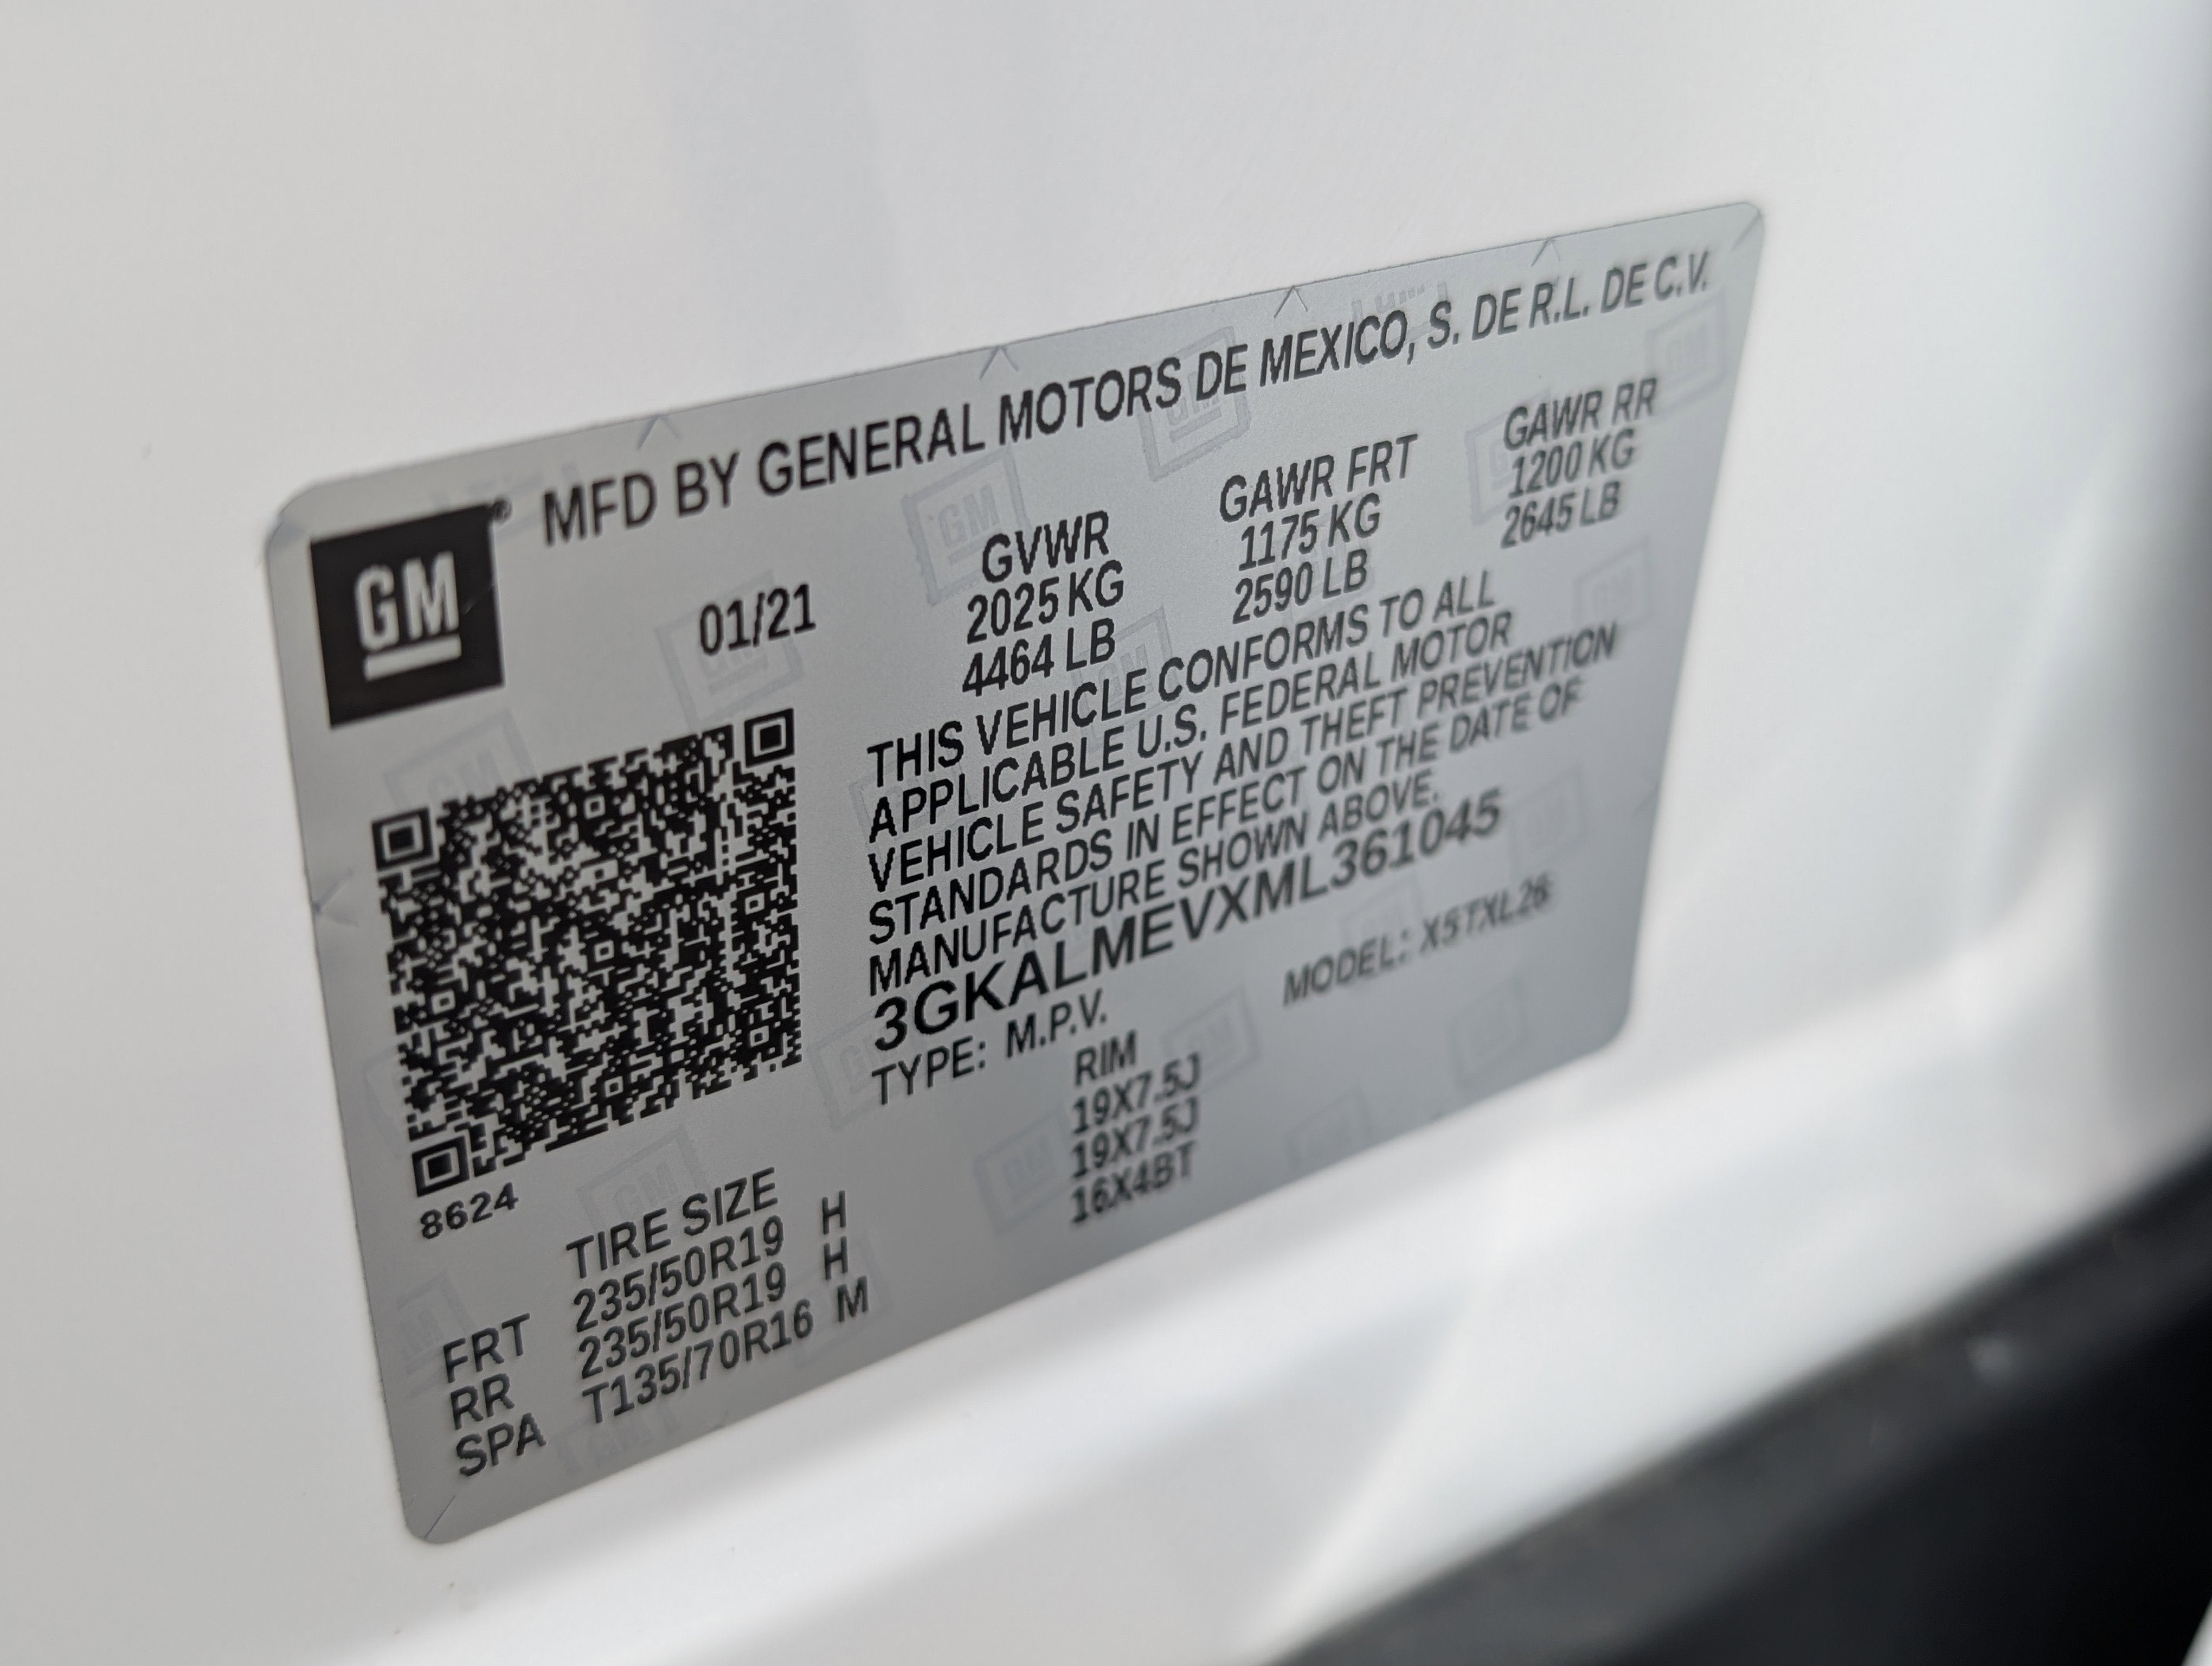 GM ® MFD BY GENERAL MOTORS DE MEXICO, S. DE R.L. DE C.V.
01/21
GVWR GAWR FRT GAWR RR
2025 KG 1175 KG 1200 KG
4464 LB 2590 LB 2645 LB
THIS VEHICLE CONFORMS TO ALL
APPLICABLE U.S. FEDERAL MOTOR
VEHICLE SAFETY AND THEFT PREVENTION
STANDARDS IN EFFECT ON THE DATE OF
MANUFACTURE SHOWN ABOVE.
3GKALMEVXML361045
TYPE: M.P.V. MODEL: X5TXL26
8624
TIRE SIZE RIM
FRT 235/50R19 H 19X7.5J
RR 235/50R19 H 19X7.5J
SPA T135/70R16 M 16X4BT